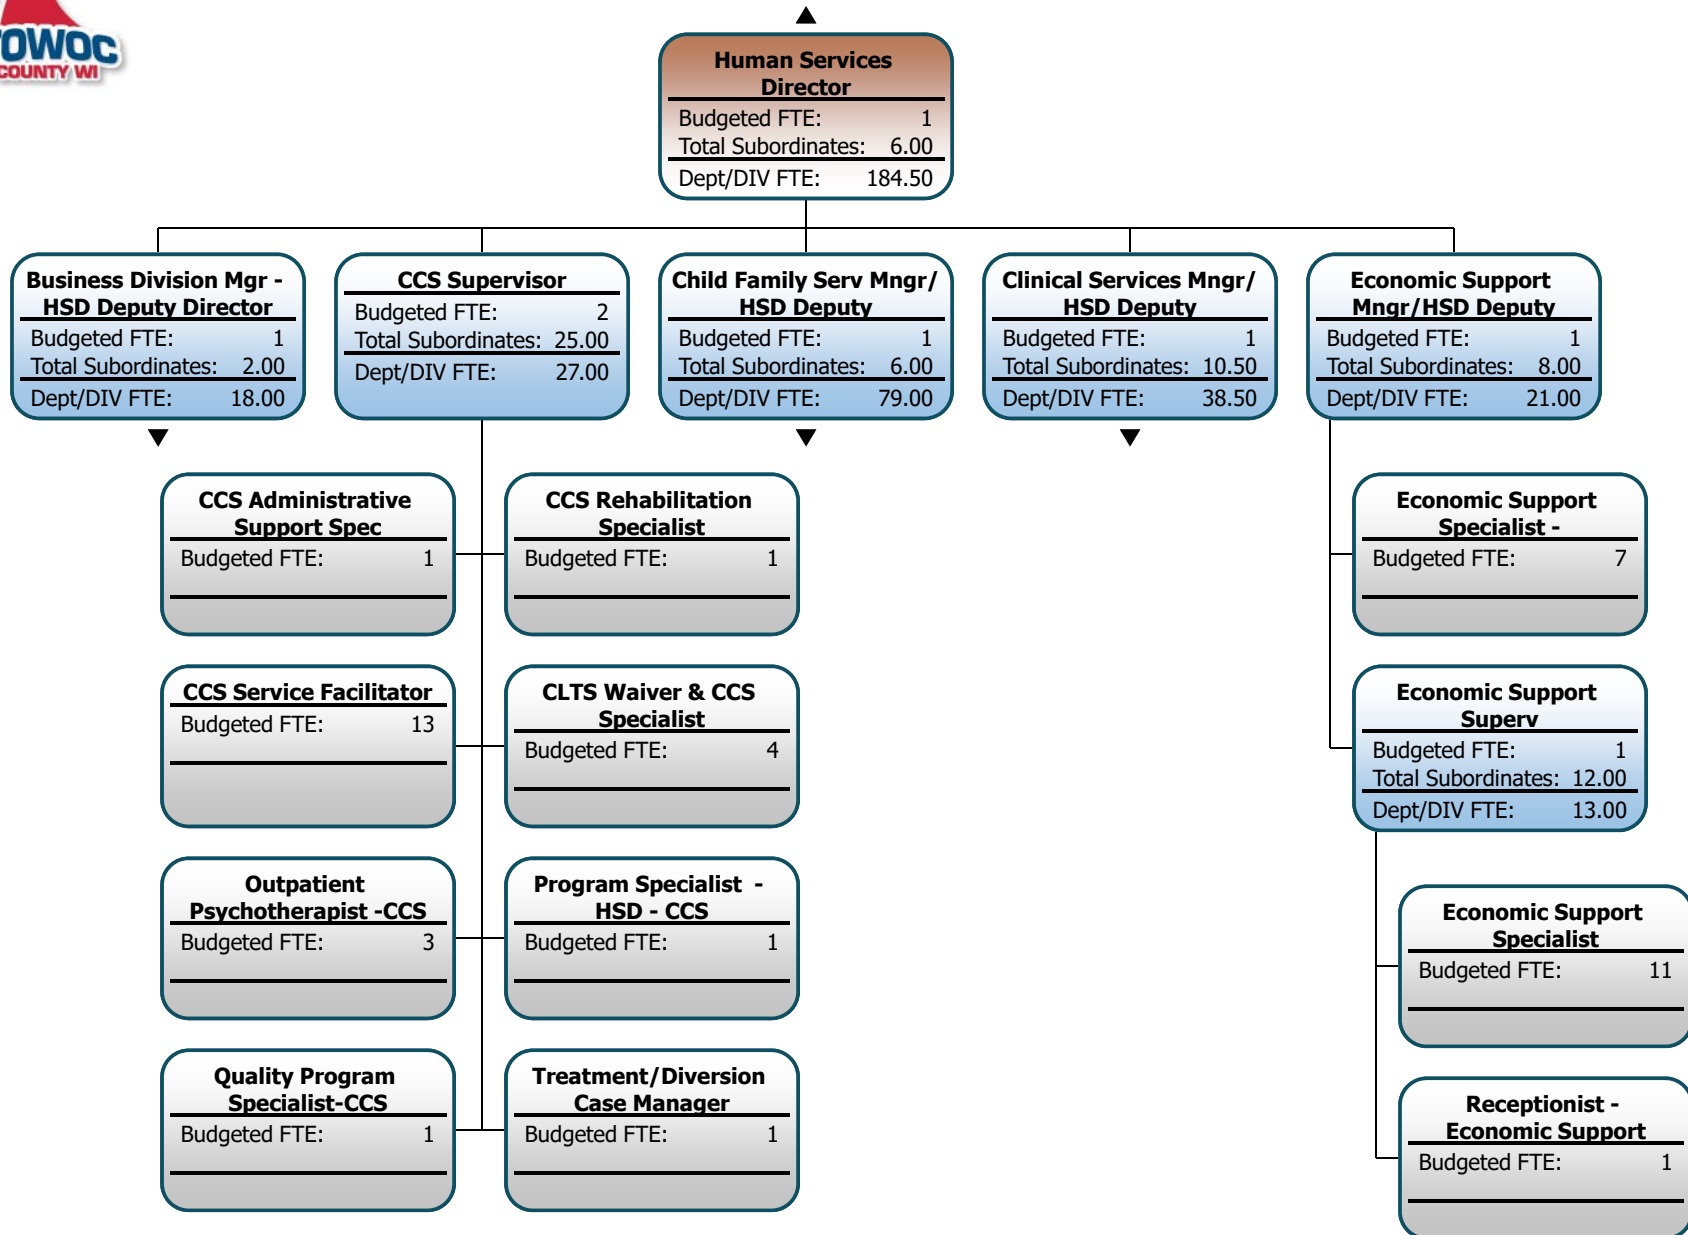 OWOC
COUNTY WI
Human Services
Director
Budgeted FTE: 1
Total Subordinates: 6.00
Dept/DIV FTE: 184.50
Business Division Mgr -
HSD Deputy Director
Budgeted FTE: 1
Total Subordinates: 2.00
Dept/DIV FTE: 18.00
CCS Supervisor
Budgeted FTE: 2
Total Subordinates: 25.00
Dept/DIV FTE: 27.00
Child Family Serv Mngr/
HSD Deputy
Budgeted FTE: 1
Total Subordinates: 6.00
Dept/DIV FTE: 79.00
Clinical Services Mngr/
HSD Deputy
Budgeted FTE: 1
Total Subordinates: 10.50
Dept/DIV FTE: 38.50
Economic Support
Mngr/HSD Deputy
Budgeted FTE: 1
Total Subordinates: 8.00
Dept/DIV FTE: 21.00
CCS Administrative
Support Spec
Budgeted FTE: 1
CCS Rehabilitation
Specialist
Budgeted FTE: 1
CCS Service Facilitator
Budgeted FTE: 13
CLTS Waiver & CCS
Specialist
Budgeted FTE: 4
Outpatient
Psychotherapist -CCS
Budgeted FTE: 3
Program Specialist -
HSD - CCS
Budgeted FTE: 1
Quality Program
Specialist-CCS
Budgeted FTE: 1
Treatment/Diversion
Case Manager
Budgeted FTE: 1
Economic Support
Specialist -
Budgeted FTE: 7
Economic Support
Superv
Budgeted FTE: 1
Total Subordinates: 12.00
Dept/DIV FTE: 13.00
Economic Support
Specialist
Budgeted FTE: 11
Receptionist -
Economic Support
Budgeted FTE: 1